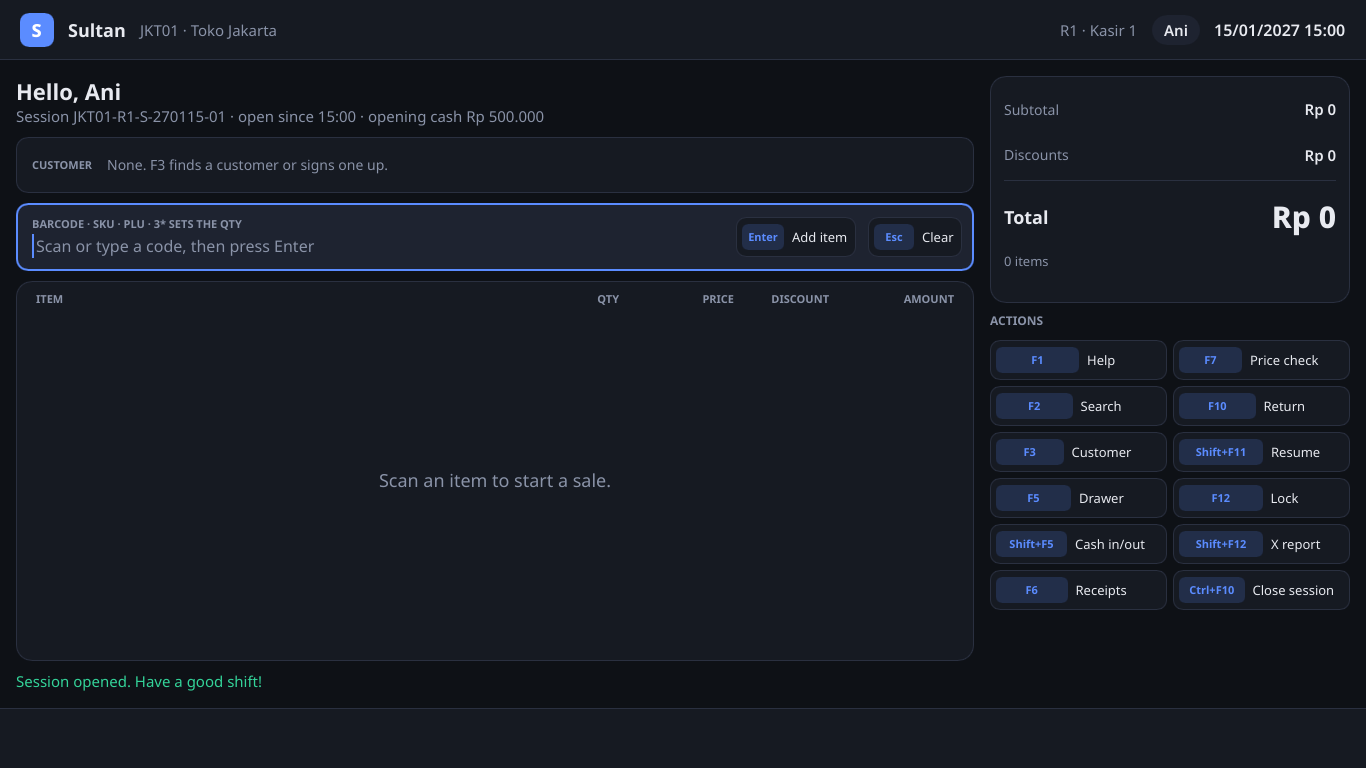 S Sultan JKT01 · Toko Jakarta R1 · Kasir 1 Ani 15/01/2027 15:00
Hello, Ani
Session JKT01-R1-S-270115-01 · open since 15:00 · opening cash Rp 500.000
CUSTOMER None. F3 finds a customer or signs one up.
BARCODE · SKU · PLU · 3* SETS THE QTY
Scan or type a code, then press Enter
Enter Add item Esc Clear
ITEM QTY PRICE DISCOUNT AMOUNT
Scan an item to start a sale.
Session opened. Have a good shift!
Subtotal Rp 0
Discounts Rp 0
Total Rp 0
0 items
ACTIONS
F1 Help F7 Price check
F2 Search F10 Return
F3 Customer Shift+F11 Resume
F5 Drawer F12 Lock
Shift+F5 Cash in/out Shift+F12 X report
F6 Receipts Ctrl+F10 Close session